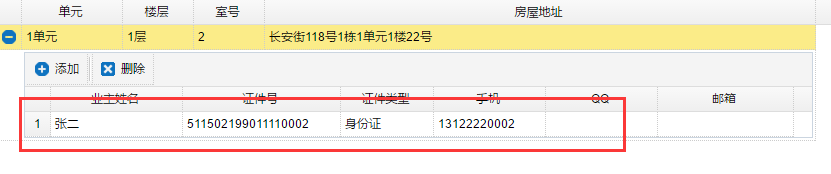 单元 楼层 室号 房屋地址
1单元 1层 2 长安街118号1栋1单元1楼22号
添加 删除
业主姓名 证件号 证件类型 手机 QQ 邮箱
1 张二 511502199011110002 身份证 13122220002